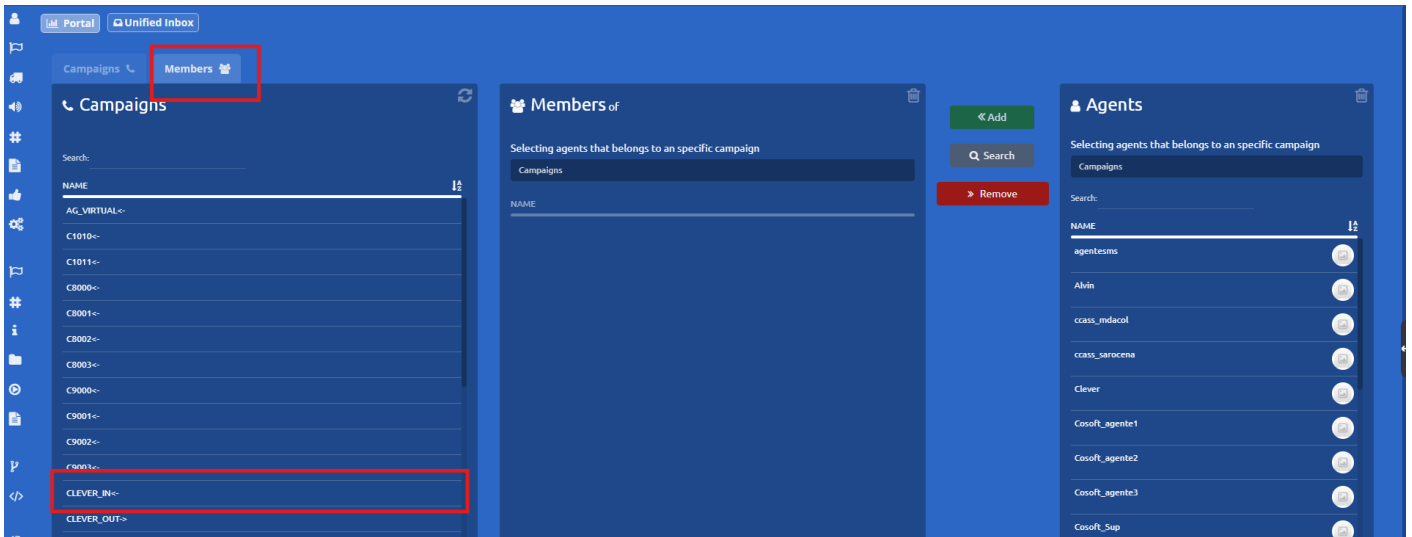 Portal
Unified Inbox
Campaigns
Members
Campaigns
Search:
NAME
AG_VIRTUAL<-
C1010<-
C1011<-
C8000<-
C8001<-
C8002<-
C8003<-
C9000<-
C9001<-
C9002<-
C9003<-
CLEVER_IN<-
CLEVER_OUT->
Members of
Selecting agents that belongs to an specific campaign
Campaigns
NAME
« Add
Search
» Remove
Agents
Selecting agents that belongs to an specific campaign
Campaigns
Search:
NAME
agentesms
Alvin
ccass_mdacol
ccass_sarocena
Clever
Cosoft_agente1
Cosoft_agente2
Cosoft_agente3
Cosoft_Sup